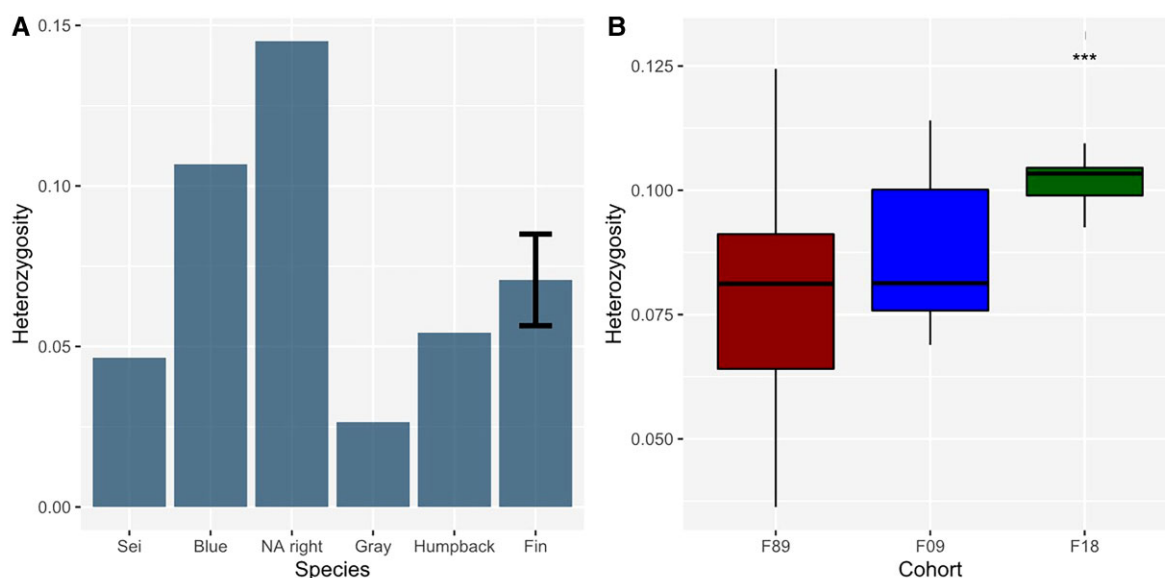 A
Heterozygosity
0.15
0.10
0.05
0.00
Sei Blue NA right Gray Humpback Fin
Species
B
Heterozygosity
0.125
0.100
0.075
0.050
***
F89 F09 F18
Cohort